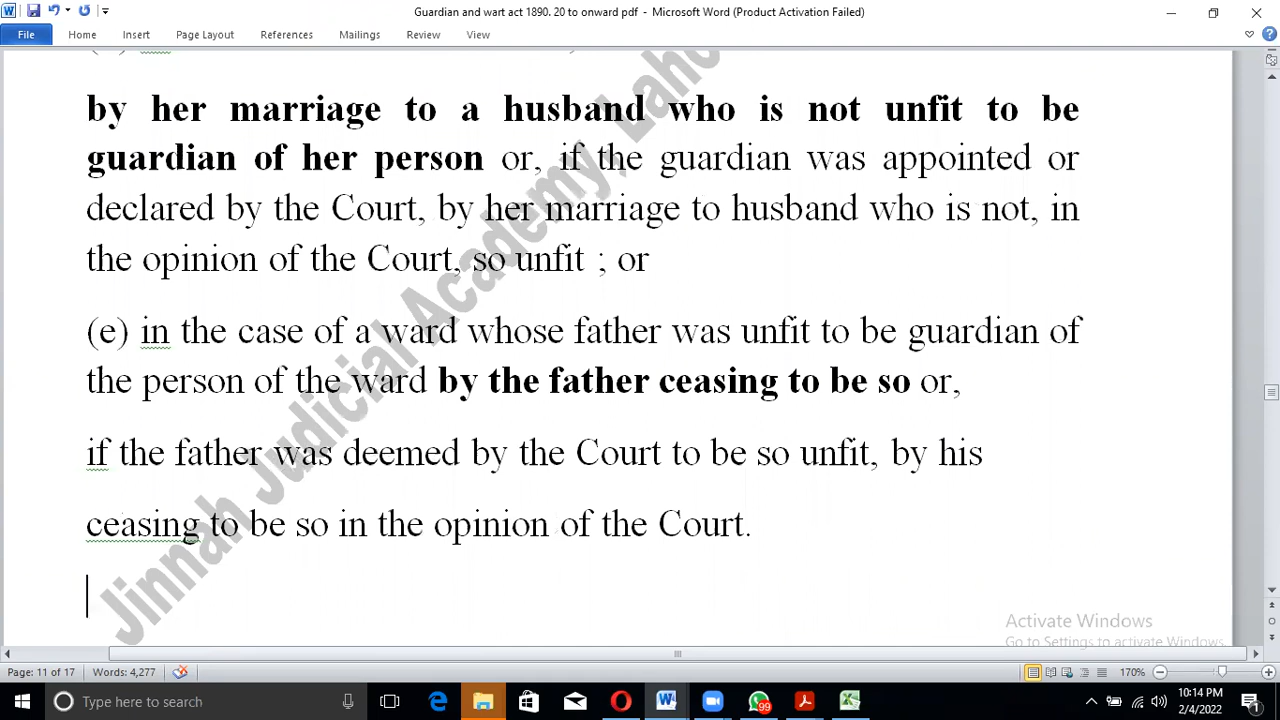 Guardian and wart act 1890. 20 to onward pdf - Microsoft Word (Product Activation Failed)
File Home Insert Page Layout References Mailings Review View
by her marriage to a husband who is not unfit to be
guardian of her person or, if the guardian was appointed or
declared by the Court, by her marriage to husband who is not, in
the opinion of the Court, so unfit ; or
(e) in the case of a ward whose father was unfit to be guardian of
the person of the ward by the father ceasing to be so or,
if the father was deemed by the Court to be so unfit, by his
ceasing to be so in the opinion of the Court.
Jinnah Judicial Academy, Laho
Activate Windows
Go to Settings to activate Windows.
Page: 11 of 17 Words: 4,277 170%
Type here to search
99
10:14 PM
2/4/2022
1